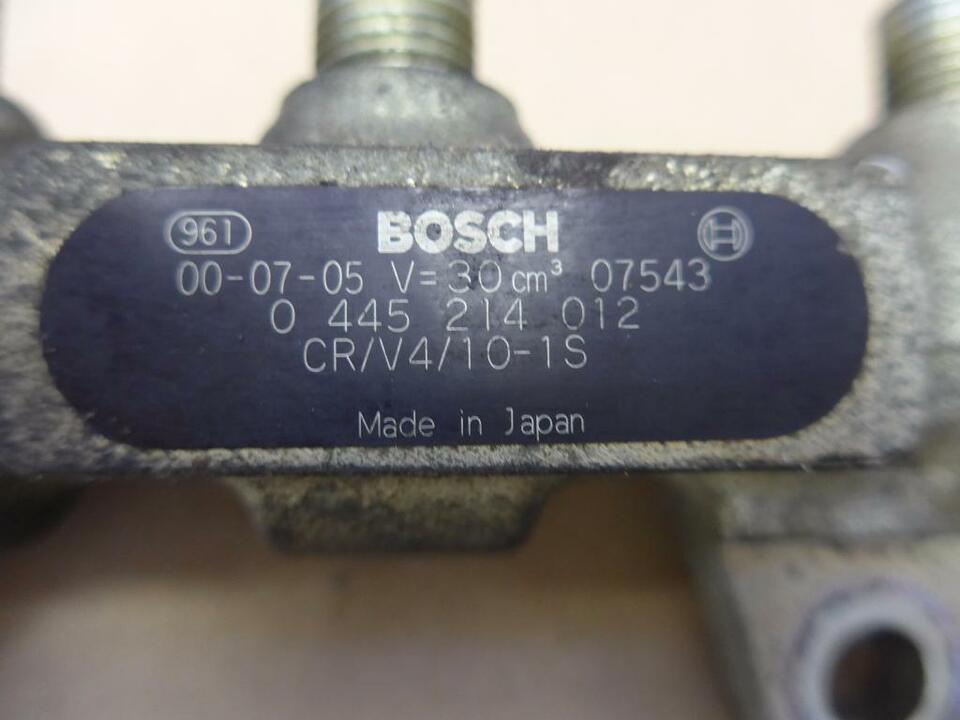 961 BOSCH
00-07-05 V=30cm³ 07543
0 445 214 012
CR/V4/10-1S
Made in Japan